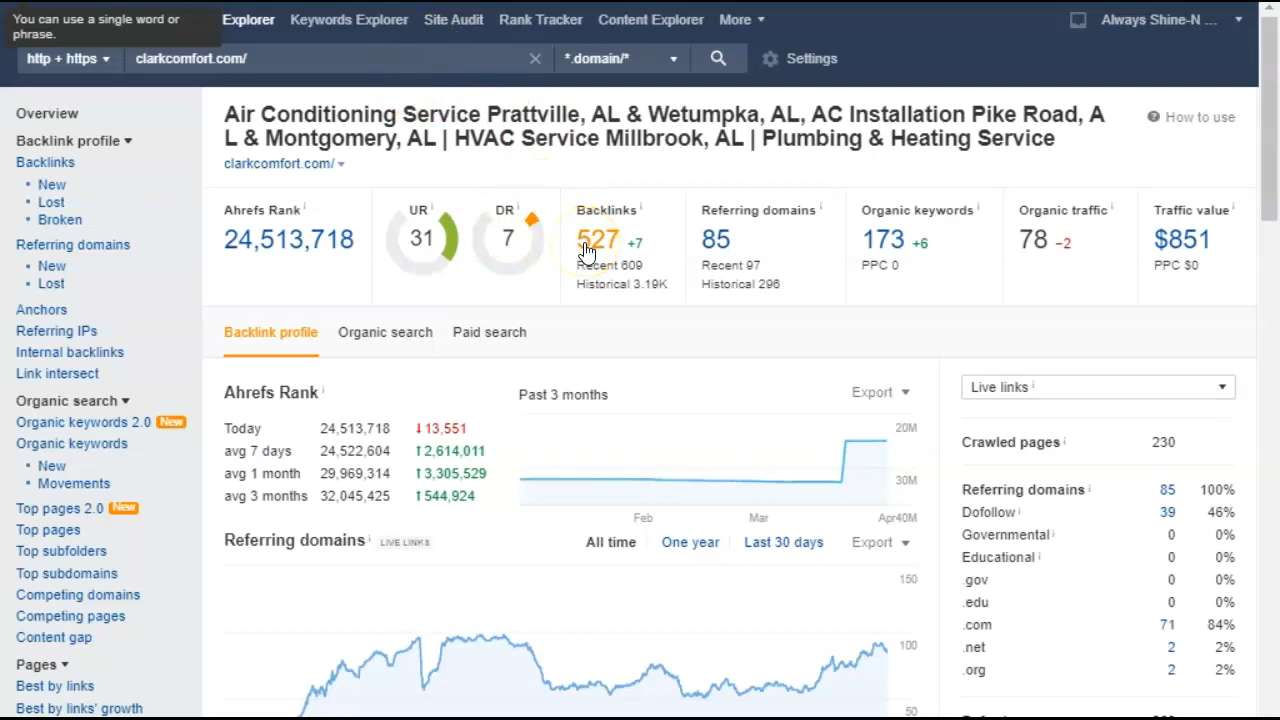 You can use a single word or
phrase.
Explorer
Keywords Explorer
Site Audit
Rank Tracker
Content Explorer
More
Always Shine-N ...
http + https
clarkcomfort.com/
*.domain/*
Settings
Overview
Backlink profile
Backlinks
New
Lost
Broken
Referring domains
New
Lost
Anchors
Referring IPs
Internal backlinks
Link intersect
Organic search
Organic keywords 2.0 New
Organic keywords
New
Movements
Top pages 2.0 New
Top pages
Top subfolders
Top subdomains
Competing domains
Competing pages
Content gap
Pages
Best by links
Best by links' growth
Air Conditioning Service Prattville, AL & Wetumpka, AL, AC Installation Pike Road, A
L & Montgomery, AL | HVAC Service Millbrook, AL | Plumbing & Heating Service
How to use
clarkcomfort.com/
Ahrefs Rank
24,513,718
UR
31
DR
7
Backlinks
527 +7
Recent 609
Historical 3.19K
Referring domains
85
Recent 97
Historical 296
Organic keywords
173 +6
PPC 0
Organic traffic
78 −2
Traffic value
$851
PPC $0
Backlink profile
Organic search
Paid search
Ahrefs Rank
Past 3 months
Export
Today 24,513,718 ↓13,551
avg 7 days 24,522,604 ↑2,614,011
avg 1 month 29,969,314 ↑3,305,529
avg 3 months 32,045,425 ↑544,924
20M
30M
40M
Feb
Mar
Apr
Referring domains LIVE LINKS
All time
One year
Last 30 days
Export
150
100
50
Live links
Crawled pages 230
Referring domains 85 100%
Dofollow 39 46%
Governmental 0 0%
Educational 0 0%
.gov 0 0%
.edu 0 0%
.com 71 84%
.net 2 2%
.org 2 2%